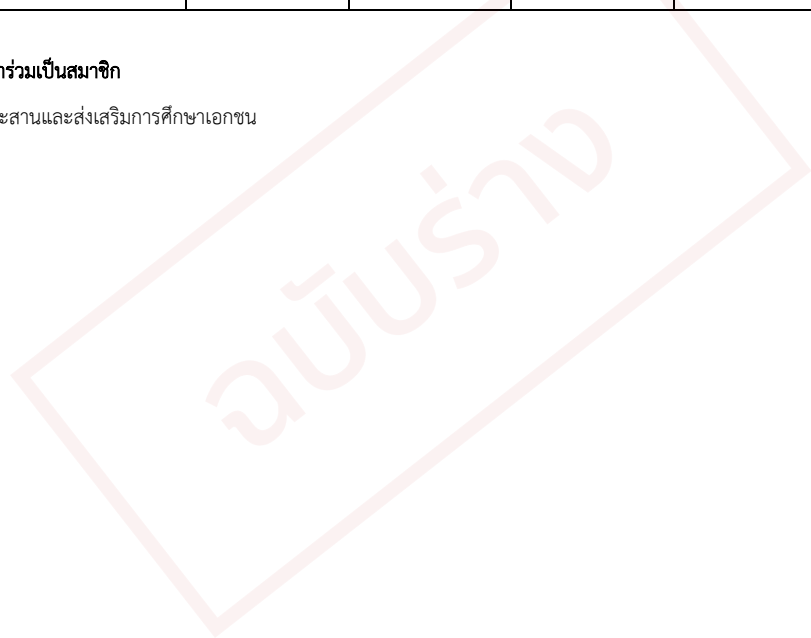 าร่วมเป็นสมาชิก
ะสานและส่งเสริมการศึกษาเอกชน
ฉบับร่าง